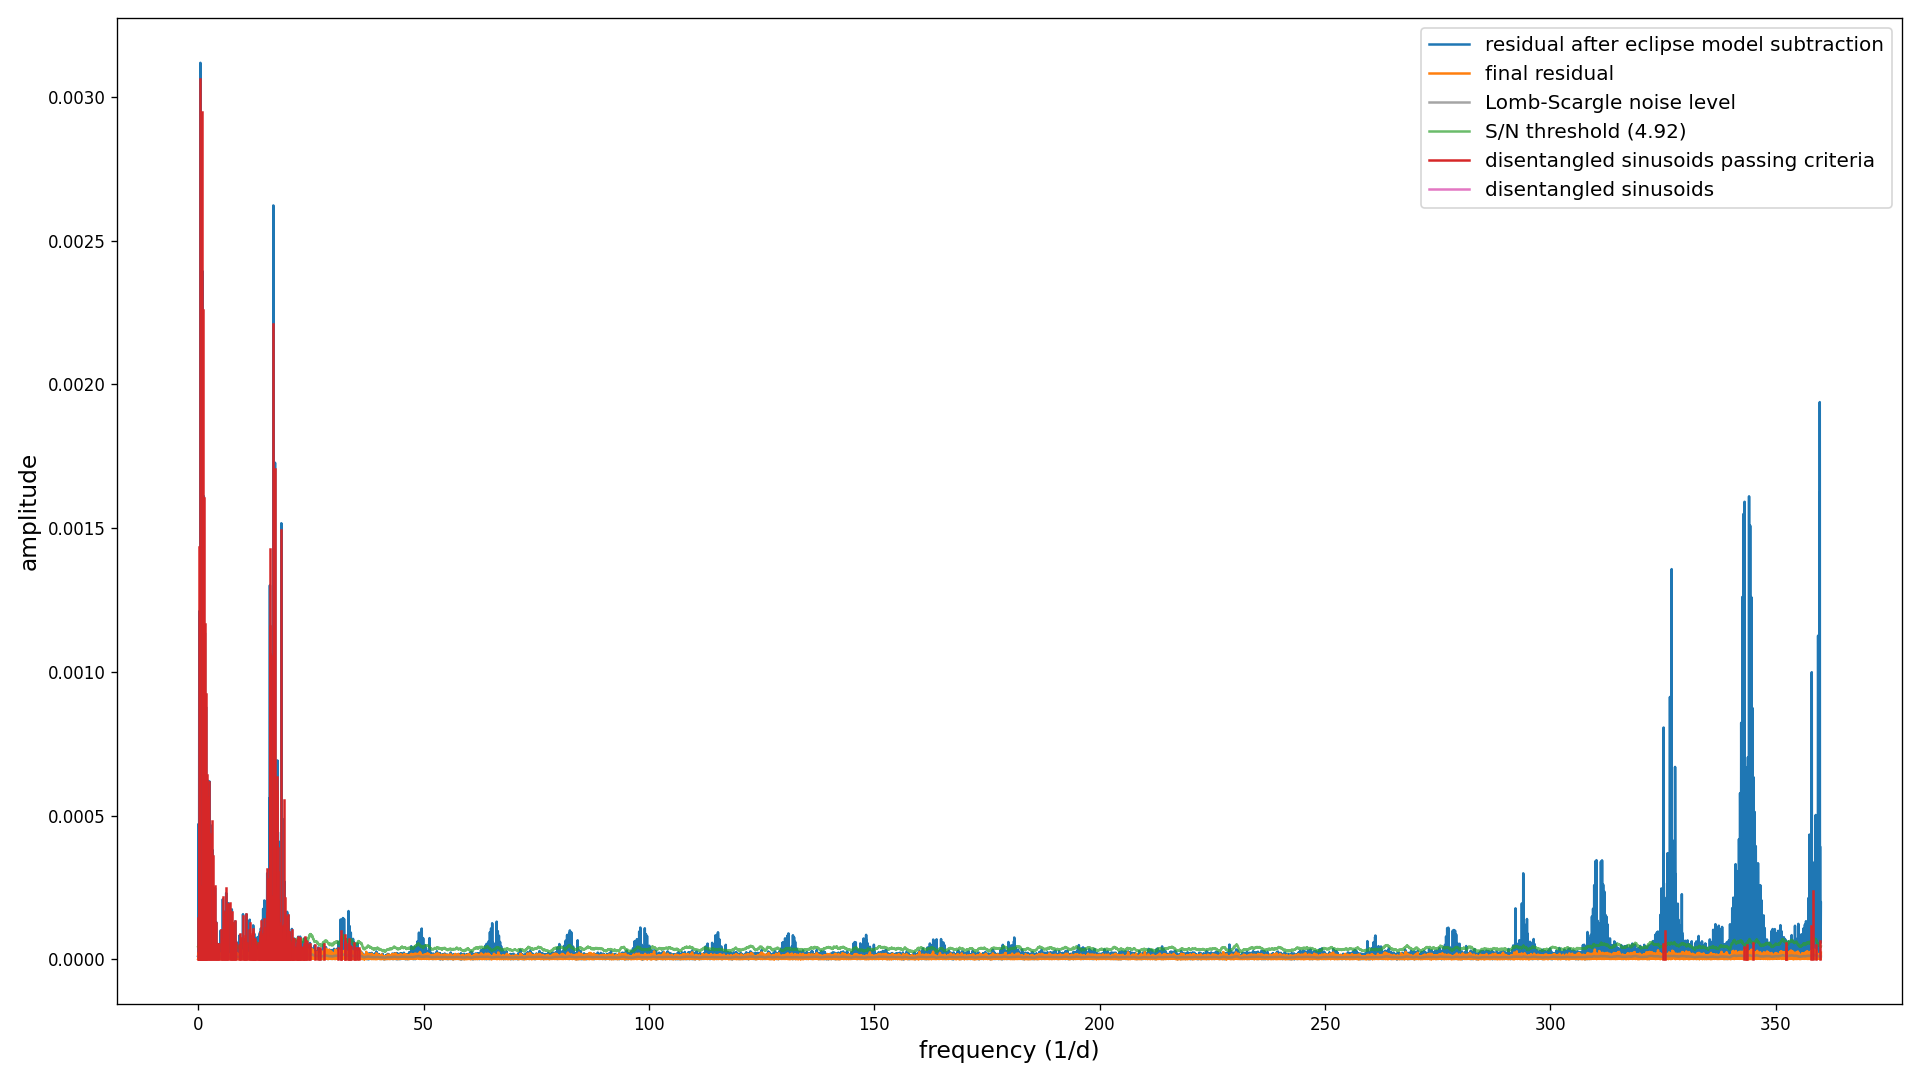 residual after eclipse model subtraction
final residual
Lomb-Scargle noise level
S/N threshold (4.92)
disentangled sinusoids passing criteria
disentangled sinusoids
amplitude
0.0030
0.0025
0.0020
0.0015
0.0010
0.0005
0.0000
0 50 100 150 200 250 300 350
frequency (1/d)